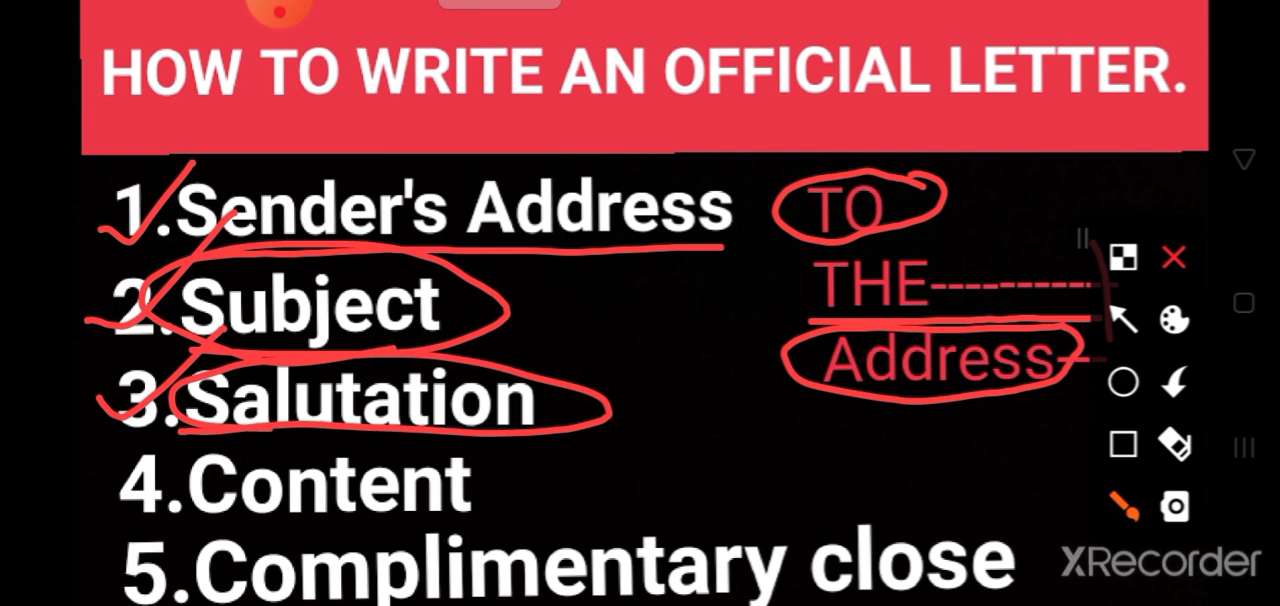 HOW TO WRITE AN OFFICIAL LETTER.
1.Sender's Address
TO
2.Subject
THE----------
3.Salutation
Address--
4.Content
5.Complimentary close
XRecorder